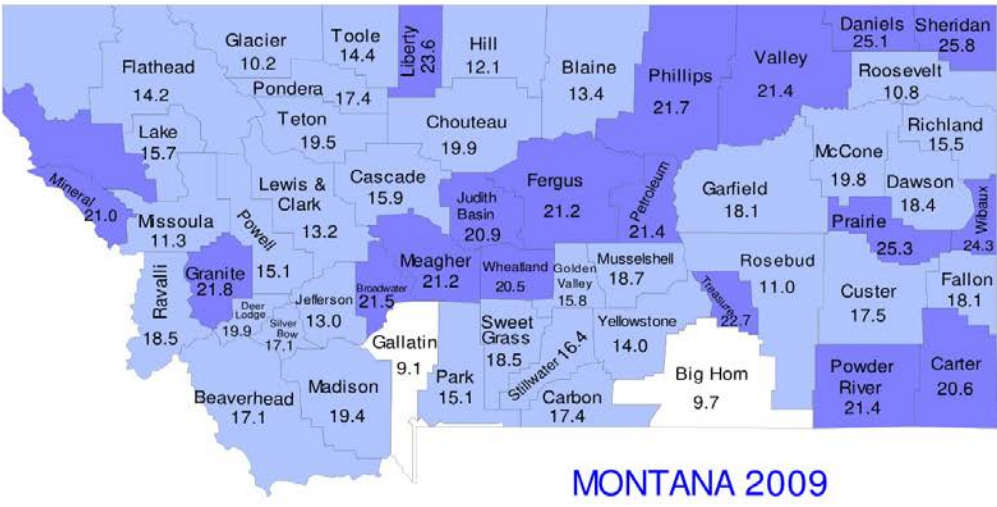 Glacier
10.2
Toole
14.4
Liberty
23.6
Hill
12.1
Blaine
13.4
Phillips
21.7
Valley
21.4
Daniels
25.1
Sheridan
25.8
Flathead
14.2
Pondera
17.4
Roosevelt
10.8
Lake
15.7
Teton
19.5
Chouteau
19.9
Richland
15.5
McCone
19.8
Mineral
21.0
Missoula
11.3
Powell
15.1
Lewis &
Clark
13.2
Cascade
15.9
Judith
Basin
20.9
Fergus
21.2
Petroleum
21.4
Garfield
18.1
Dawson
18.4
Prairie
25.3
Wibaux
24.3
Ravalli
18.5
Granite
21.8
Deer
Lodge
19.9
Silver
Bow
17.1
Jefferson
13.0
Broadwater
21.5
Meagher
21.2
Wheatland
20.5
Golden
Valley
15.8
Musselshell
18.7
Rosebud
11.0
Treasure
22.7
Custer
17.5
Fallon
18.1
Gallatin
9.1
Sweet
Grass
18.5
Stillwater 16.4
Yellowstone
14.0
Beaverhead
17.1
Madison
19.4
Park
15.1
Carbon
17.4
Big Horn
9.7
Powder
River
21.4
Carter
20.6
MONTANA 2009